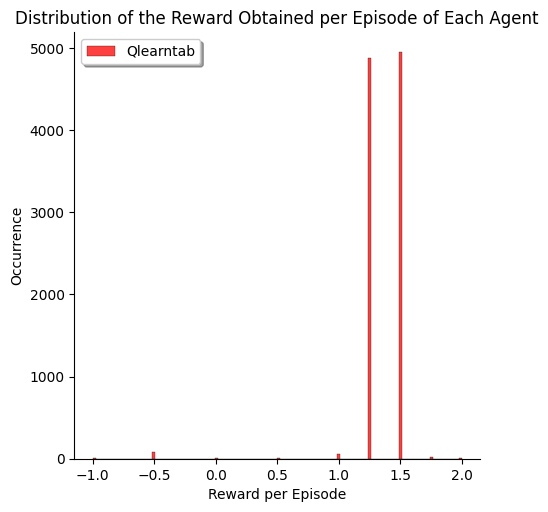 Distribution of the Reward Obtained per Episode of Each Agent
Qlearntab
5000
4000
3000
2000
1000
0
Occurrence
−1.0 −0.5 0.0 0.5 1.0 1.5 2.0
Reward per Episode